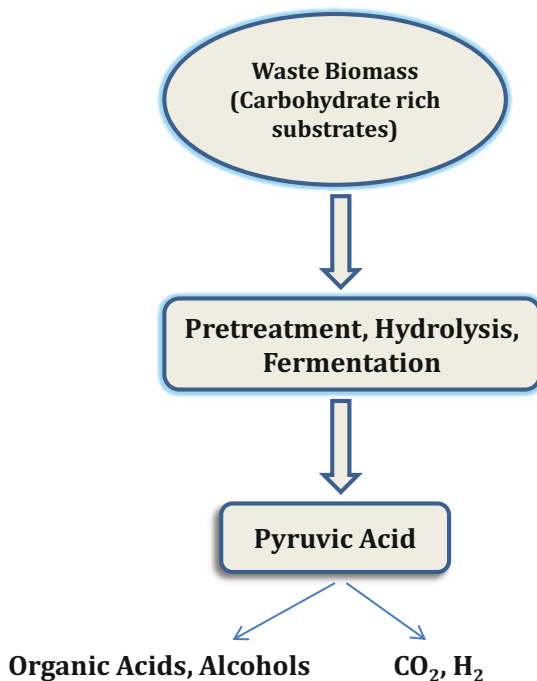 Waste Biomass
(Carbohydrate rich
substrates)
Pretreatment, Hydrolysis,
Fermentation
Pyruvic Acid
Organic Acids, Alcohols
CO₂, H₂